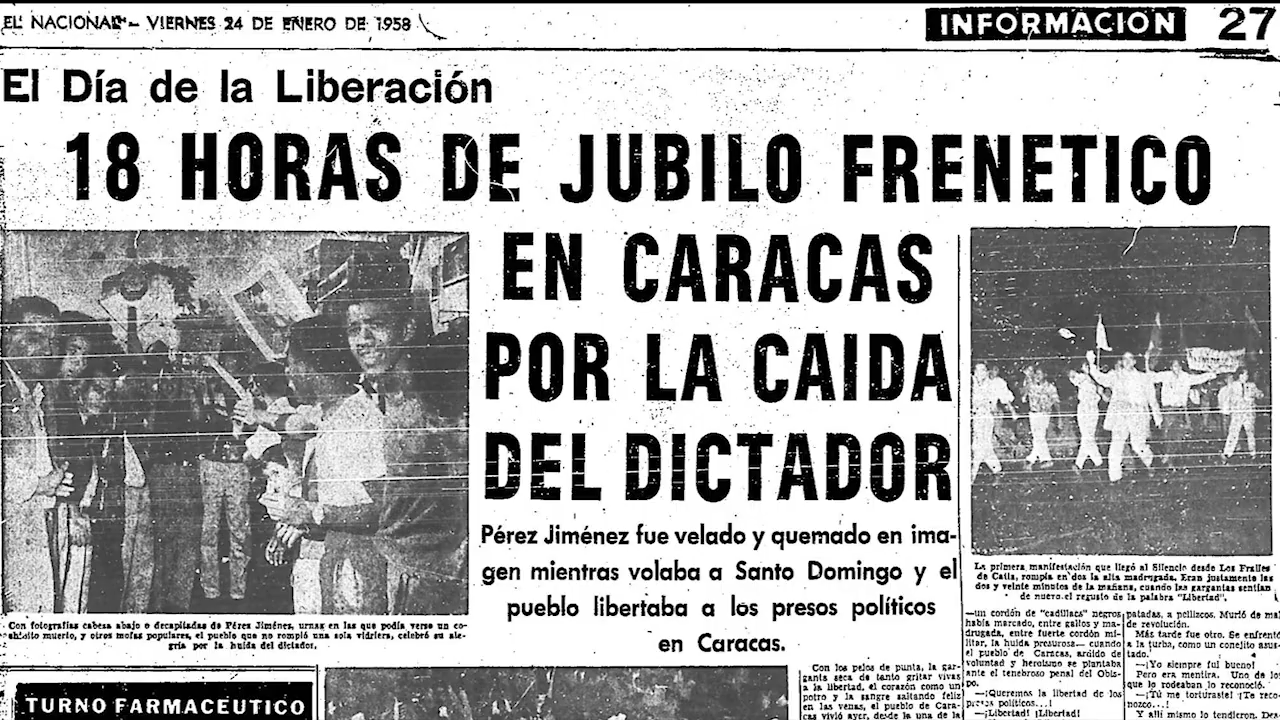 EL NACIONAL — VIERNES 24 DE ENERO DE 1958
INFORMACION 27
El Día de la Liberación
18 HORAS DE JUBILO FRENETICO
EN CARACAS
POR LA CAIDA
DEL DICTADOR
Pérez Jiménez fue velado y quemado en ima-
gen mientras volaba a Santo Domingo y el
pueblo libertaba a los presos políticos
en Caracas.
Con fotografías cabeza abajo o decapitadas de Pérez Jiménez, urnas en las que podía verse un co-
chinito muerto, y otros mofas populares, el pueblo que no rompió una sola vidriera, celebró su ale-
gría por la huida del dictador.
TURNO FARMACEUTICO
Con los pelos de punta, la gar-
ganta seca de tanto gritar vivas
a la libertad, el corazón como un
potro y la sangre saltando feliz
en las venas, el pueblo de Cara-
cas vivió ayer, desde la una de la
La primera manifestación que llegó al Silencio desde Los Frailes
de Catia, rompía en dos la alta madrugada. Eran justamente las
dos y veinte minutos de la mañana, cuando las gargantas sentían
de nuevo el regusto de la palabra "Libertad".
—un cordón de "cadillacs" negros
había marcado, entre gallos y ma-
drugada, entre fuerte cordón mi-
litar, la huida presurosa— cuando
el pueblo de Caracas, ardido de
voluntad y heroísmo se plantaba
ante el tenebroso penal del Obis-
po.
—¡Queremos la libertad de los
presos políticos...!
—¡Libertad! ¡Libertad!
patadas, a pellizcos. Murió de mal
de revolución.
Más tarde fue otro. Se enfrentó
a la turba, como un conejito asus-
tado.
—¡Yo siempre fui bueno!
Pero era mentira. Uno de los
que lo rodeaban lo reconoció.
—¡Tú me torturaste! ¡Te reco-
nozco...!
Y allí mismo lo tendieron. Des